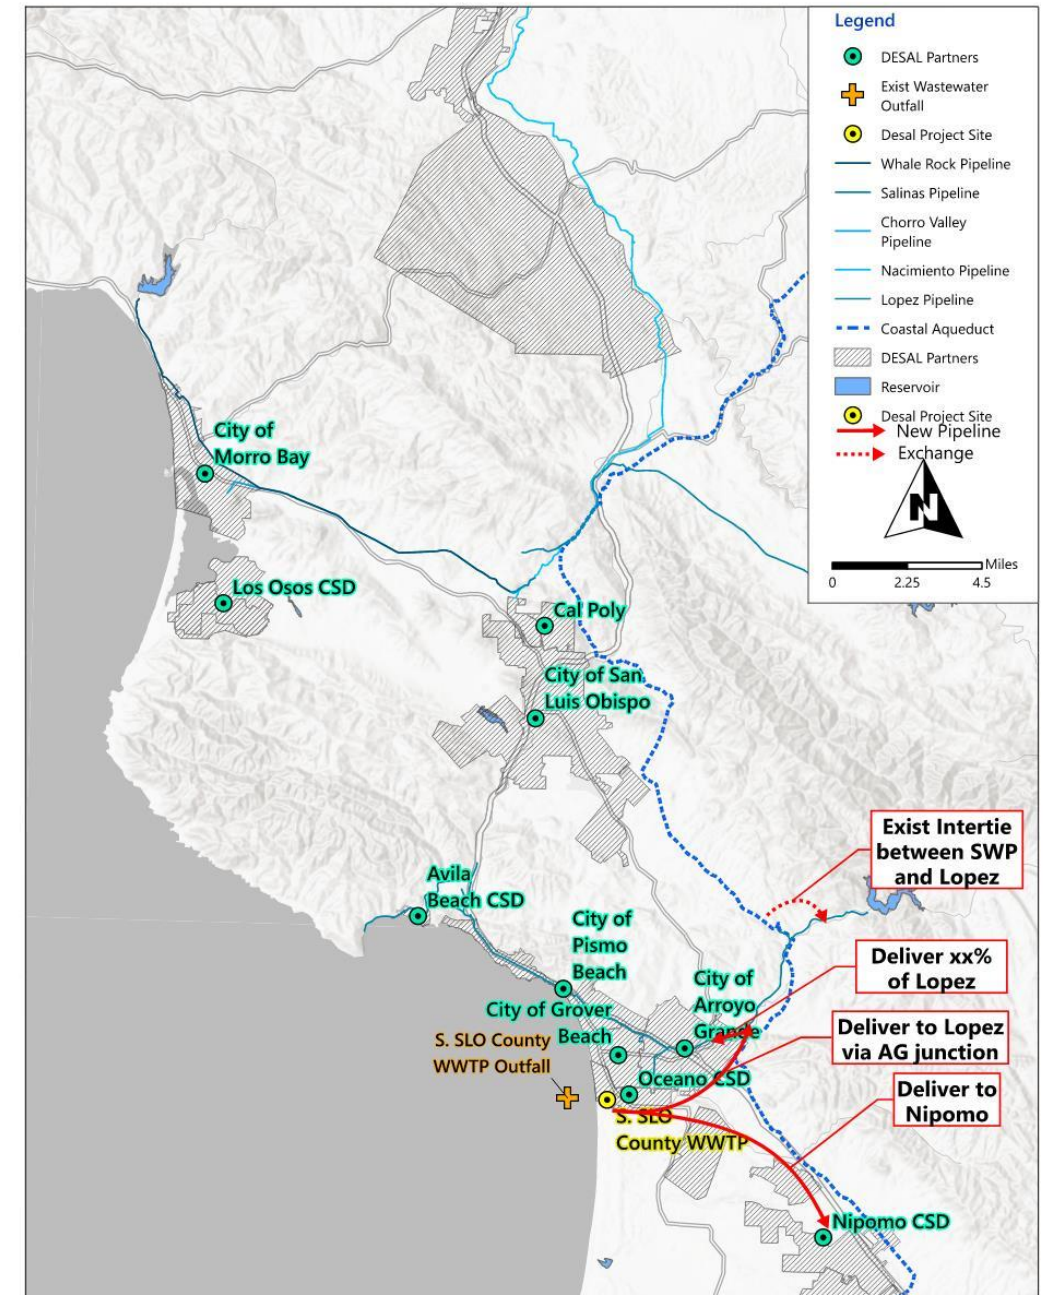 Legend
DESAL Partners
Exist Wastewater
Outfall
Desal Project Site
Whale Rock Pipeline
Salinas Pipeline
Chorro Valley
Pipeline
Nacimiento Pipeline
Lopez Pipeline
Coastal Aqueduct
DESAL Partners
Reservoir
Desal Project Site
New Pipeline
Exchange
N
Miles
0 2.25 4.5
City of
Morro Bay
Los Osos CSD
Cal Poly
City of San
Luis Obispo
Exist Intertie
between SWP
and Lopez
Avila
Beach CSD
City of
Pismo
Beach
Deliver xx%
of Lopez
City of
Arroyo
Grande
City of Grover
Beach
Deliver to Lopez
via AG junction
S. SLO County
WWTP Outfall
Oceano CSD
Deliver to
Nipomo
S. SLO
County WWTP
Nipomo CSD